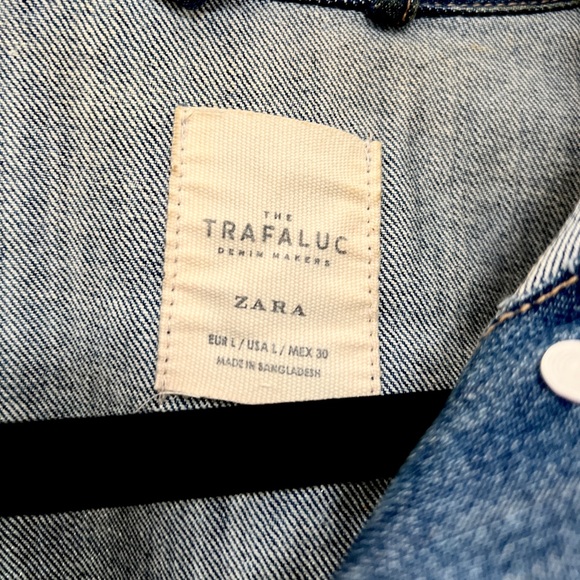 THE
TRAFALUC
DENIM MAKERS
ZARA
EUR L / USA L / MEX 30
MADE IN BANGLADESH